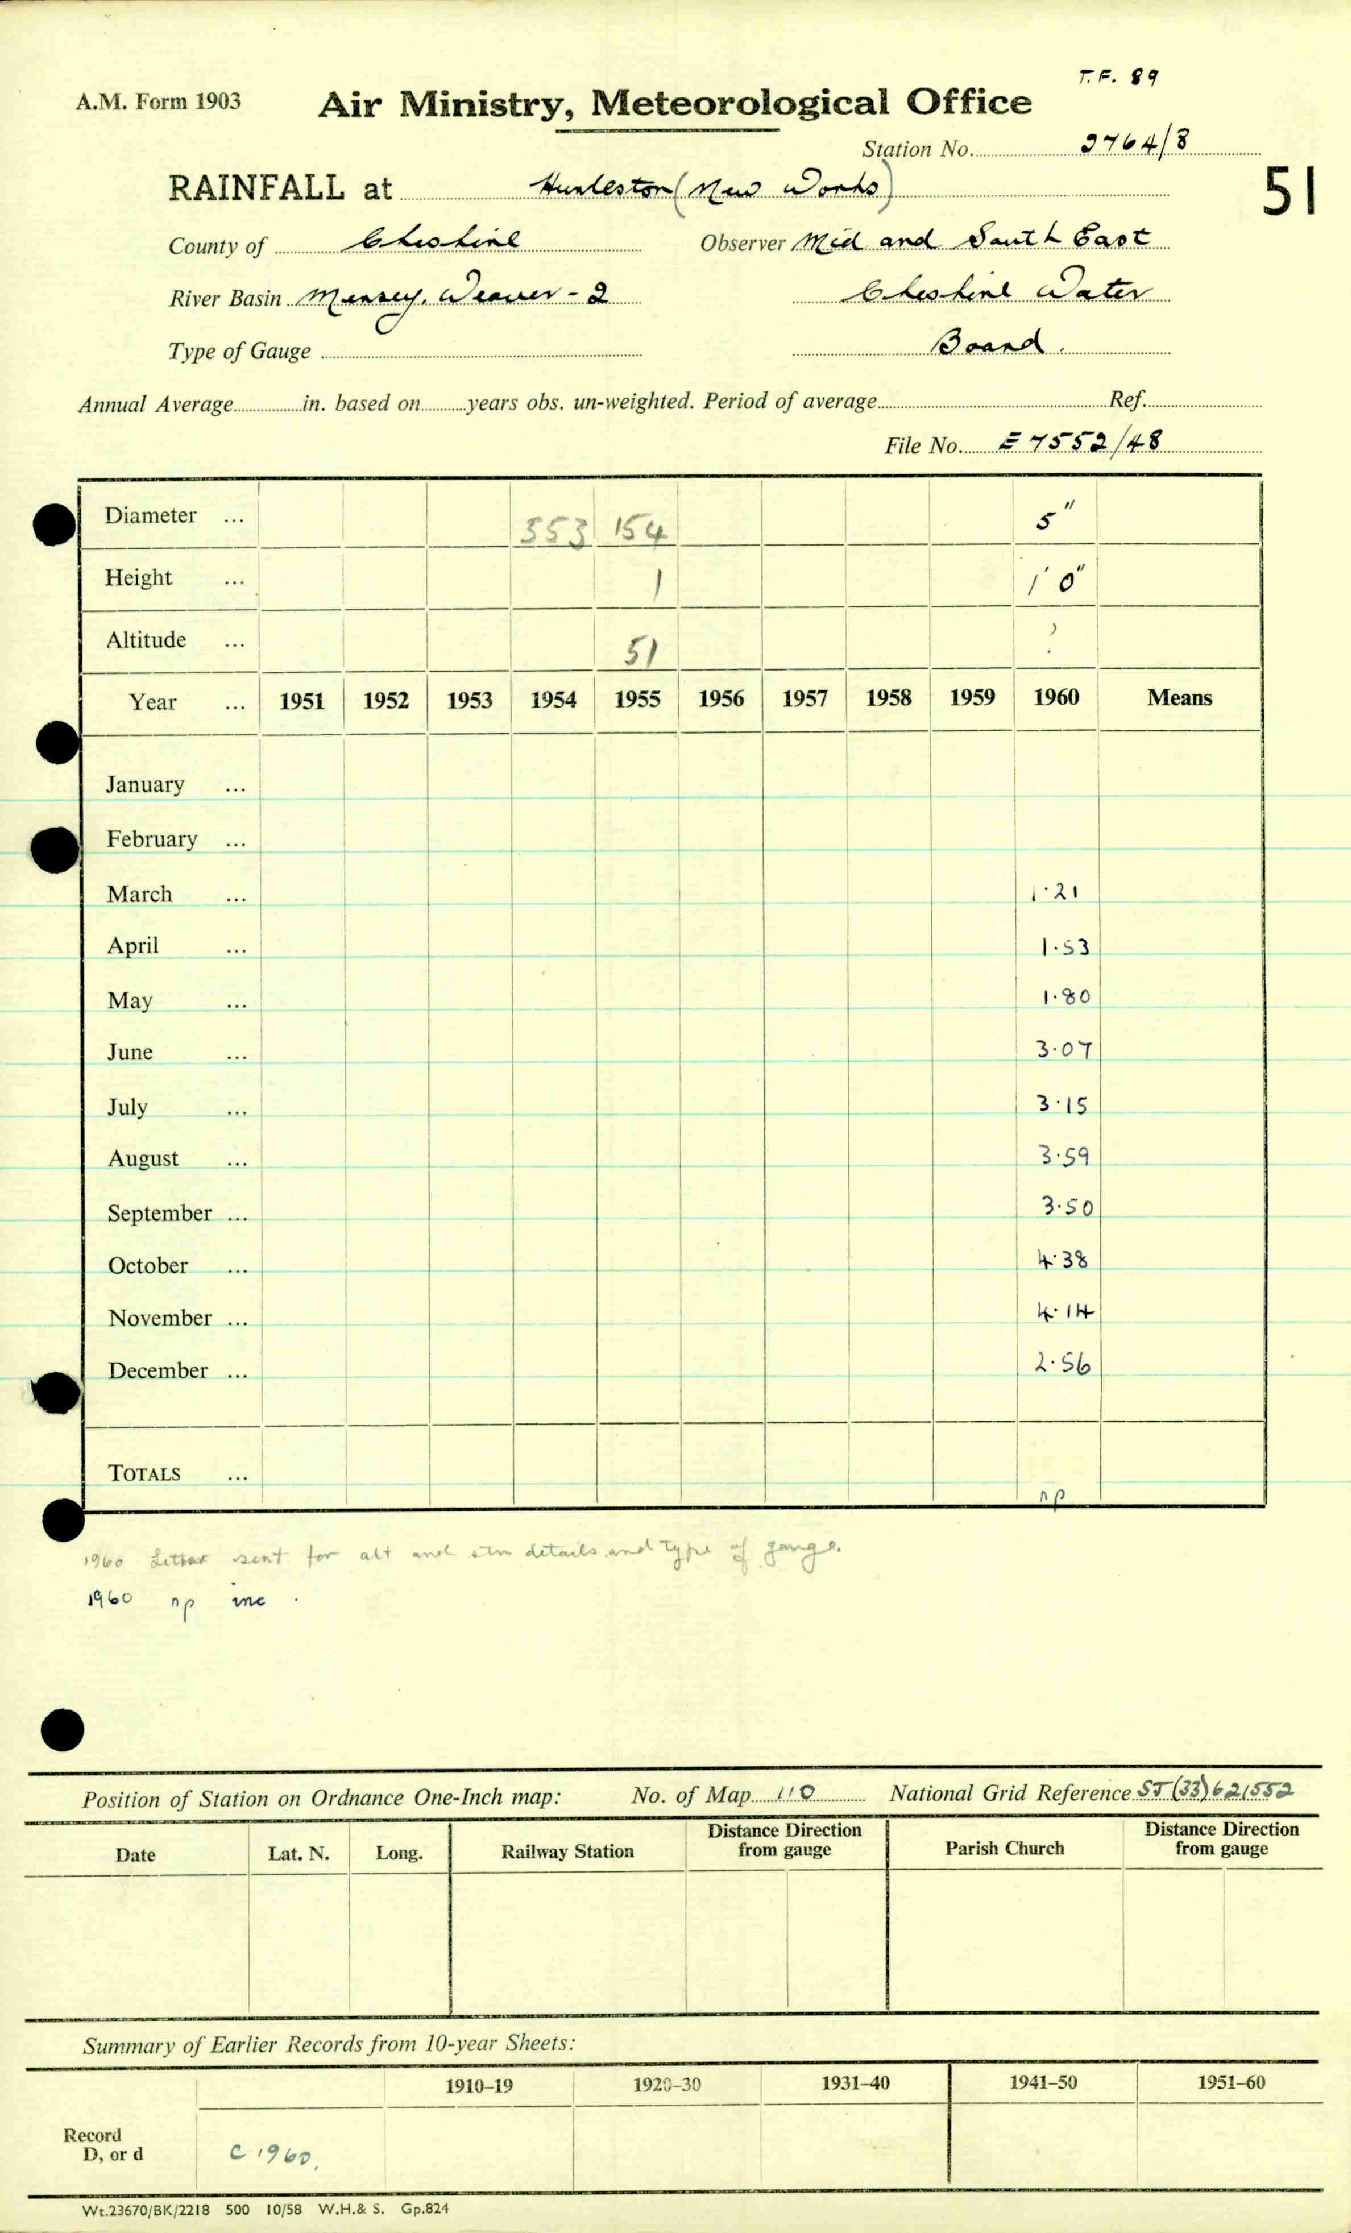 T.F. 89
A.M. Form 1903 Air Ministry, Meteorological Office
Station No. 2764/8
RAINFALL at Hurleston (New Works) 51
County of Cheshire Observer Mid and South East
River Basin Mersey. Weaver - 2 Cheshire Water
Type of Gauge Board.
Annual Average in. based on years obs. un-weighted. Period of average Ref.
File No. E7552/48
Diameter ... 353 154 5"
Height ... 1 1' 0"
Altitude ... 51 ?
Year ... 1951 1952 1953 1954 1955 1956 1957 1958 1959 1960 Means
January ...
February ...
March ... 1.21
April ... 1.53
May ... 1.80
June ... 3.07
July ... 3.15
August ... 3.59
September ... 3.50
October ... 4.38
November ... 4.14
December ... 2.56
TOTALS ... np
1960 Letter sent for alt and stn details and type of gauge.
1960 np inc.
Position of Station on Ordnance One-Inch map: No. of Map 110 National Grid Reference SJ(33)621552
Date Lat. N. Long. Railway Station Distance Direction from gauge Parish Church Distance Direction from gauge
Summary of Earlier Records from 10-year Sheets:
1910–19 1920–30 1931–40 1941–50 1951–60
Record
D, or d C 1960.
Wt.23670/BK/2218 500 10/58 W.H.& S. Gp.824